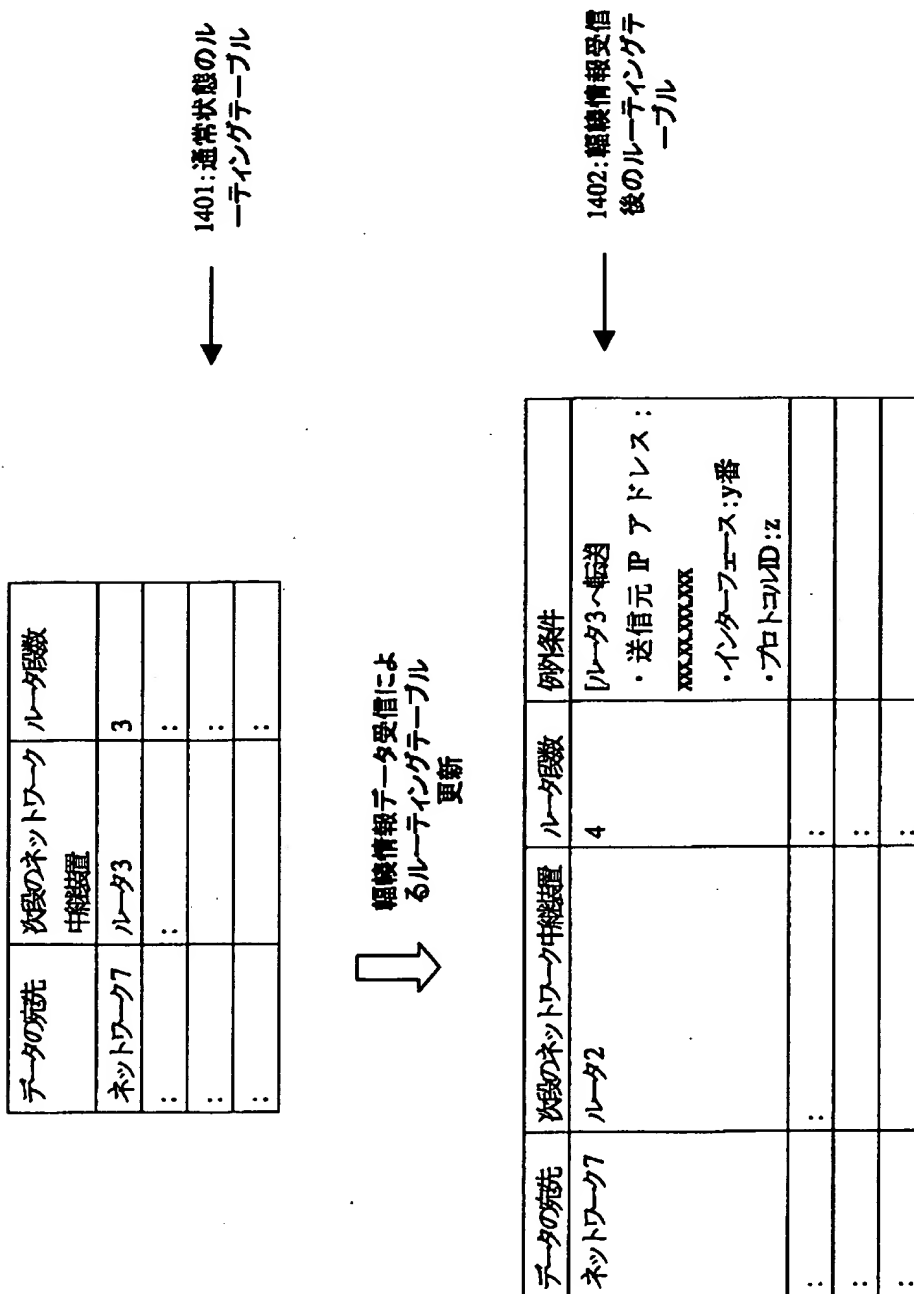 データの宛先
次段のネットワーク
中継装置
ルータ段数
ネットワーク7
ルータ3
3
:
:
:
:
:
:
:
1401:通常状態のル
ーティングテーブル
輻輳情報データ受信によ
るルーティングテーブル
更新
データの宛先
次段のネットワーク中継装置
ルータ段数
例外条件
ネットワーク7
ルータ2
4
[ルータ3へ転送
・送信元 IP アドレス:
xxx.xxx.xxx.xxx
・インターフェース:y番
・プロトコルID:z
:
:
:
:
:
:
:
1402:輻輳情報受信
後のルーティングテ
ーブル